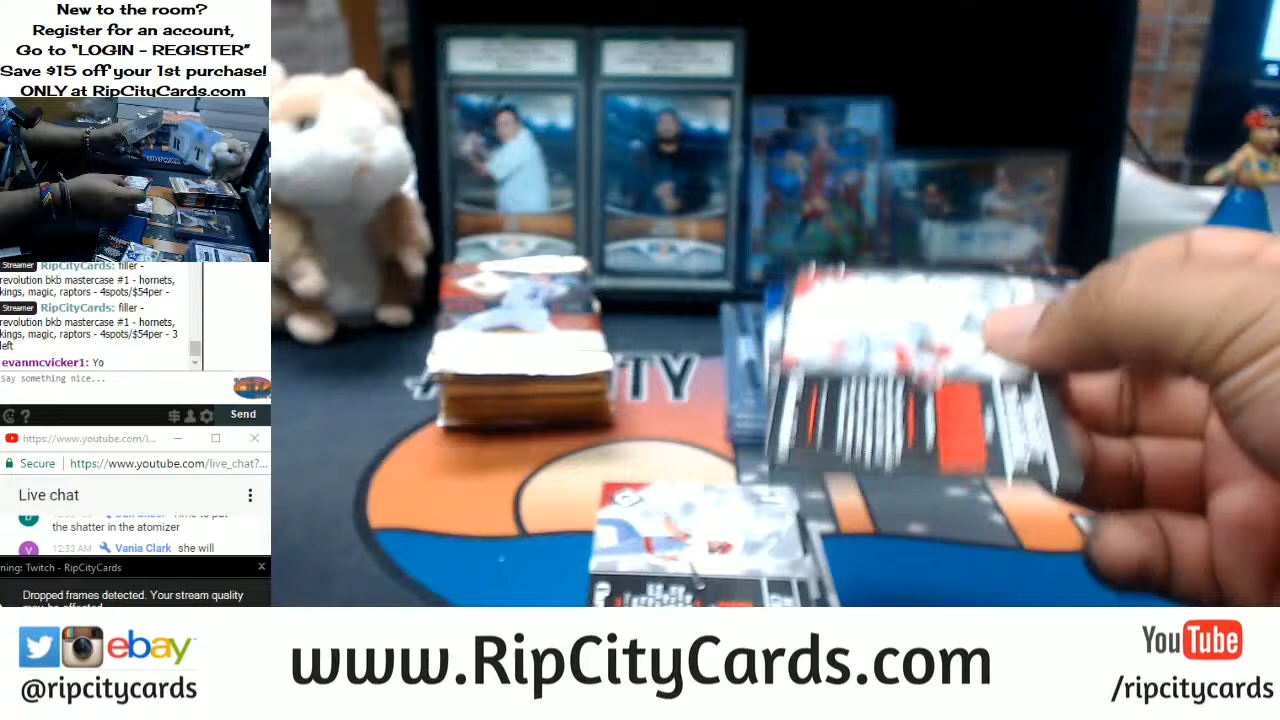 New to the room?
Register for an account,
Go to "LOGIN - REGISTER"
Save $15 off your 1st purchase!
ONLY at RipCityCards.com
Streamer RipCityCards: filler -
revolution bkb mastercase #1 - hornets,
kings, magic, raptors - 4spots/$54per -
Streamer RipCityCards: filler -
revolution bkb mastercase #1 - hornets,
kings, magic, raptors - 4spots/$54per - 3
left
evanmcvicker1: Yo
Say something nice...
Send
https://www.youtube.com/l...
Secure https://www.youtube.com/live_chat?...
Live chat
the shatter in the atomizer
V 12:33 AM Vania Clark she will
ning: Twitch - RipCityCards
Dropped frames detected. Your stream quality
ITY
ebay
@ripcitycards
www.RipCityCards.com
YouTube
/ripcitycards